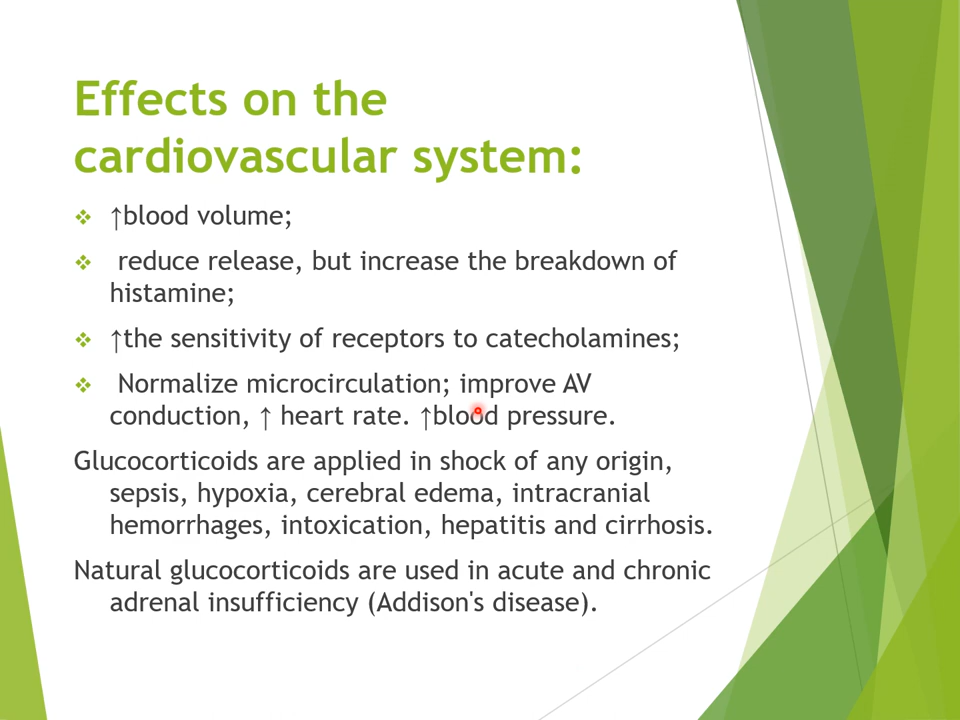 Effects on the
cardiovascular system:
❖ ↑blood volume;
❖ reduce release, but increase the breakdown of
histamine;
❖ ↑the sensitivity of receptors to catecholamines;
❖ Normalize microcirculation; improve AV
conduction, ↑ heart rate. ↑blood pressure.
Glucocorticoids are applied in shock of any origin,
sepsis, hypoxia, cerebral edema, intracranial
hemorrhages, intoxication, hepatitis and cirrhosis.
Natural glucocorticoids are used in acute and chronic
adrenal insufficiency (Addison's disease).